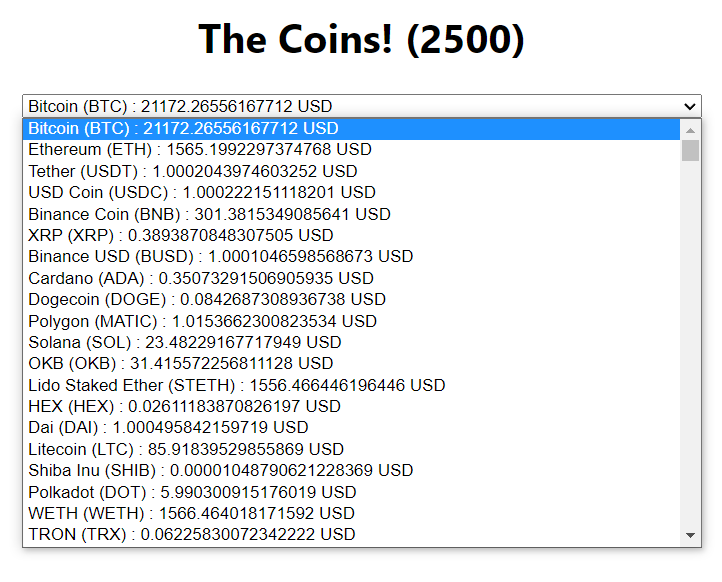 The Coins! (2500)
Bitcoin (BTC) : 21172.26556167712 USD
Bitcoin (BTC) : 21172.26556167712 USD
Ethereum (ETH) : 1565.1992297374768 USD
Tether (USDT) : 1.0002043974603252 USD
USD Coin (USDC) : 1.000222151118201 USD
Binance Coin (BNB) : 301.3815349085641 USD
XRP (XRP) : 0.3893870848307505 USD
Binance USD (BUSD) : 1.0001046598568673 USD
Cardano (ADA) : 0.35073291506905935 USD
Dogecoin (DOGE) : 0.0842687308936738 USD
Polygon (MATIC) : 1.0153662300823534 USD
Solana (SOL) : 23.48229167717949 USD
OKB (OKB) : 31.415572256811128 USD
Lido Staked Ether (STETH) : 1556.466446196446 USD
HEX (HEX) : 0.02611183870826197 USD
Dai (DAI) : 1.000495842159719 USD
Litecoin (LTC) : 85.91839529855869 USD
Shiba Inu (SHIB) : 0.00001048790621228369 USD
Polkadot (DOT) : 5.990300915176019 USD
WETH (WETH) : 1566.464018171592 USD
TRON (TRX) : 0.06225830072342222 USD